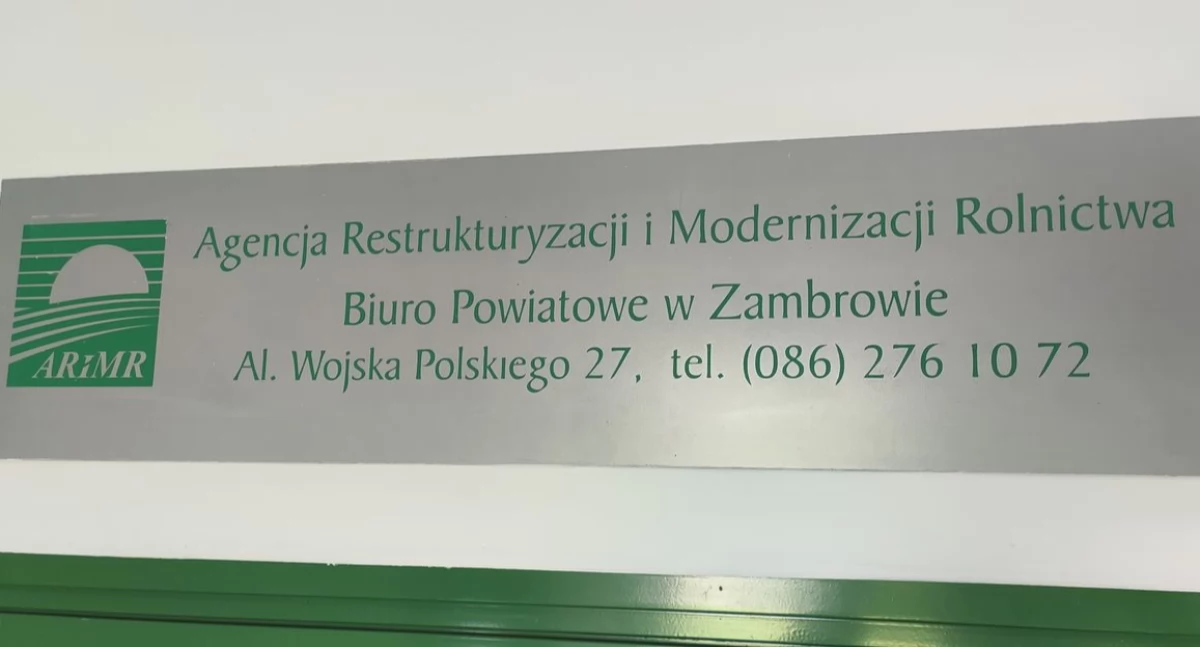 Agencja Restrukturyzacji i Modernizacji Rolnictwa
Biuro Powiatowe w Zambrowie
Al. Wojska Polskiego 27, tel. (086) 276 10 72
ARiMR